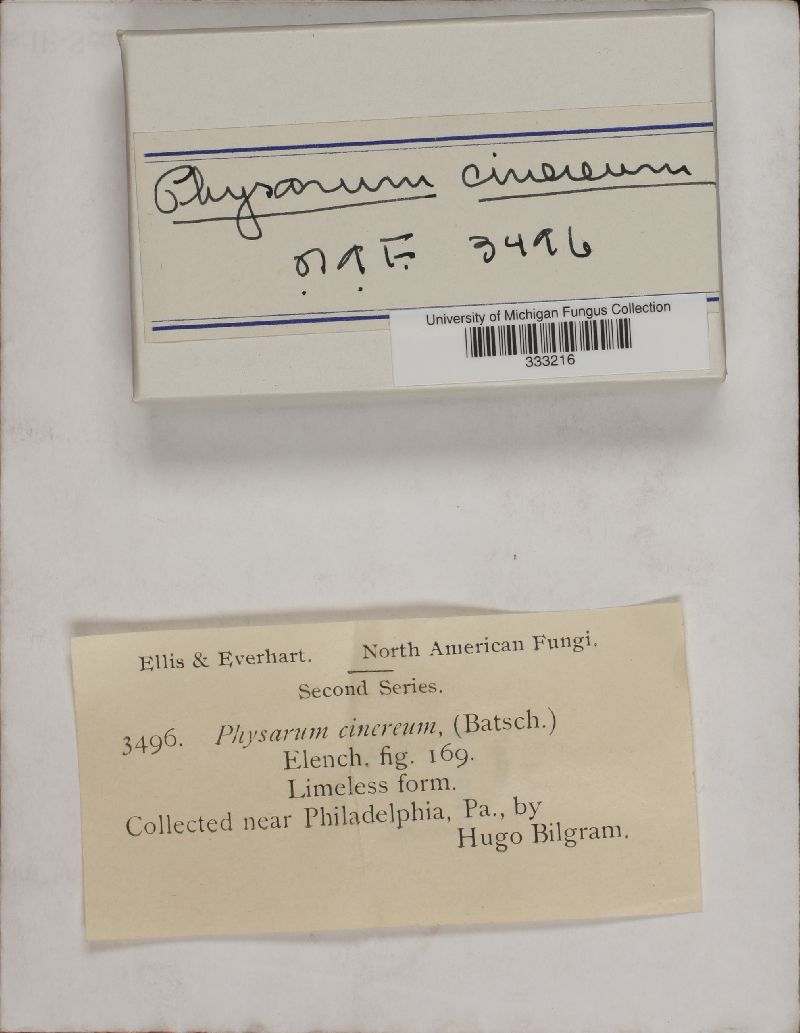 Physarum cinereum
N. A. F. 3496
University of Michigan Fungus Collection
333216
Ellis & Everhart. North American Fungi.
Second Series.
3496. Physarum cinereum, (Batsch.)
Elench. fig. 169.
Limeless form.
Collected near Philadelphia, Pa., by
Hugo Bilgram.